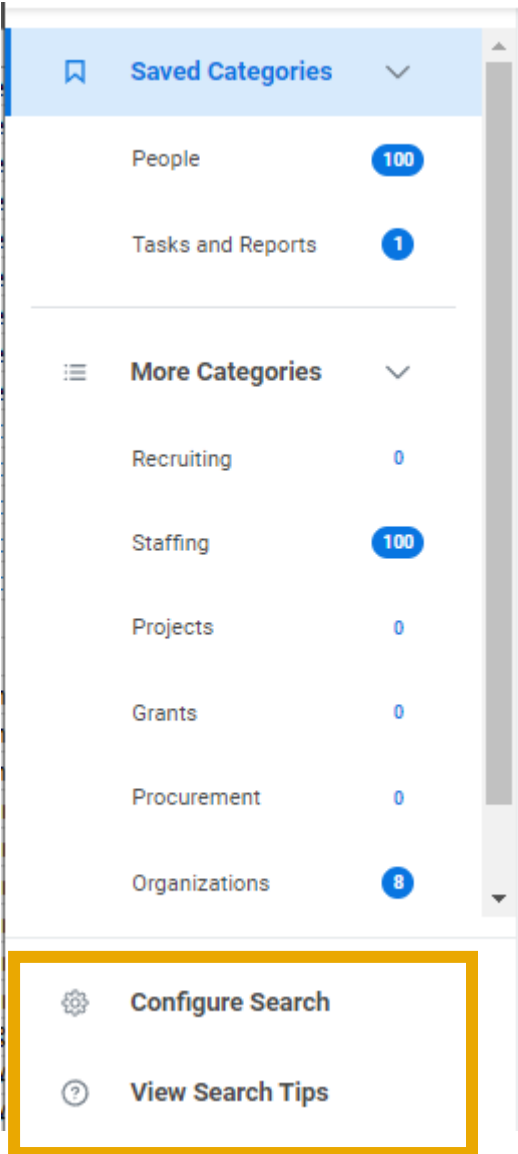 Saved Categories
People 100
Tasks and Reports 1
More Categories
Recruiting 0
Staffing 100
Projects 0
Grants 0
Procurement 0
Organizations 8
Configure Search
View Search Tips